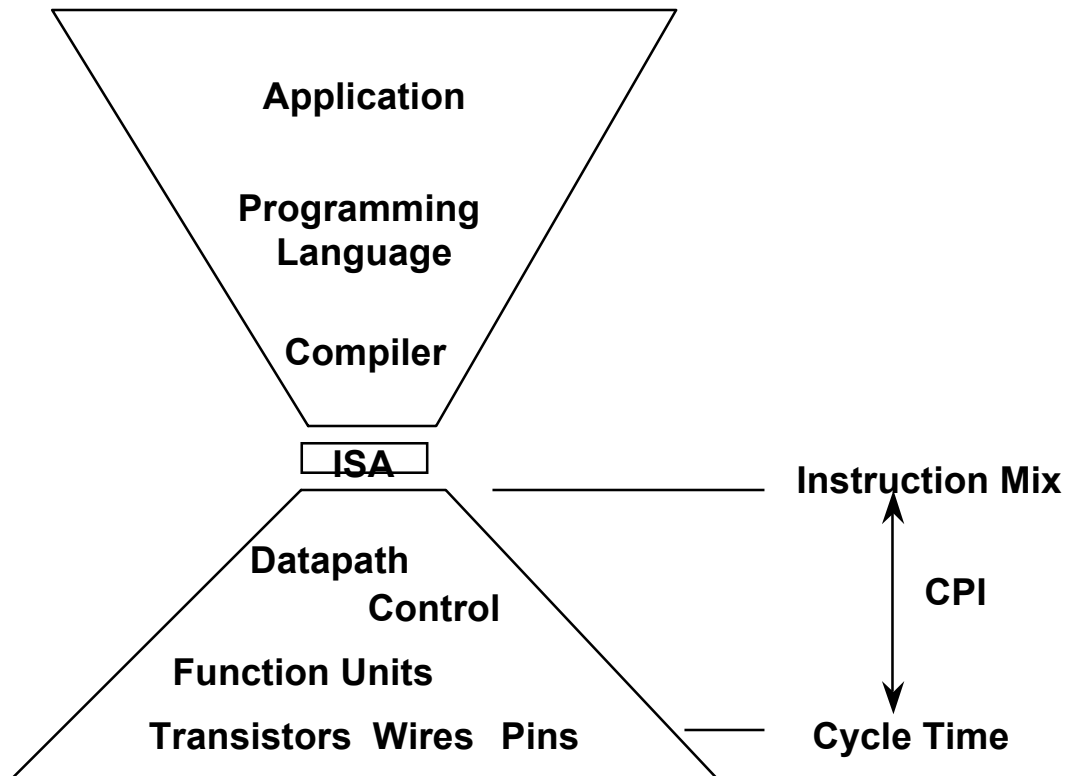 Application
Programming
Language
Compiler
ISA
Instruction Mix
Datapath
Control
CPI
Function Units
Transistors Wires Pins
Cycle Time